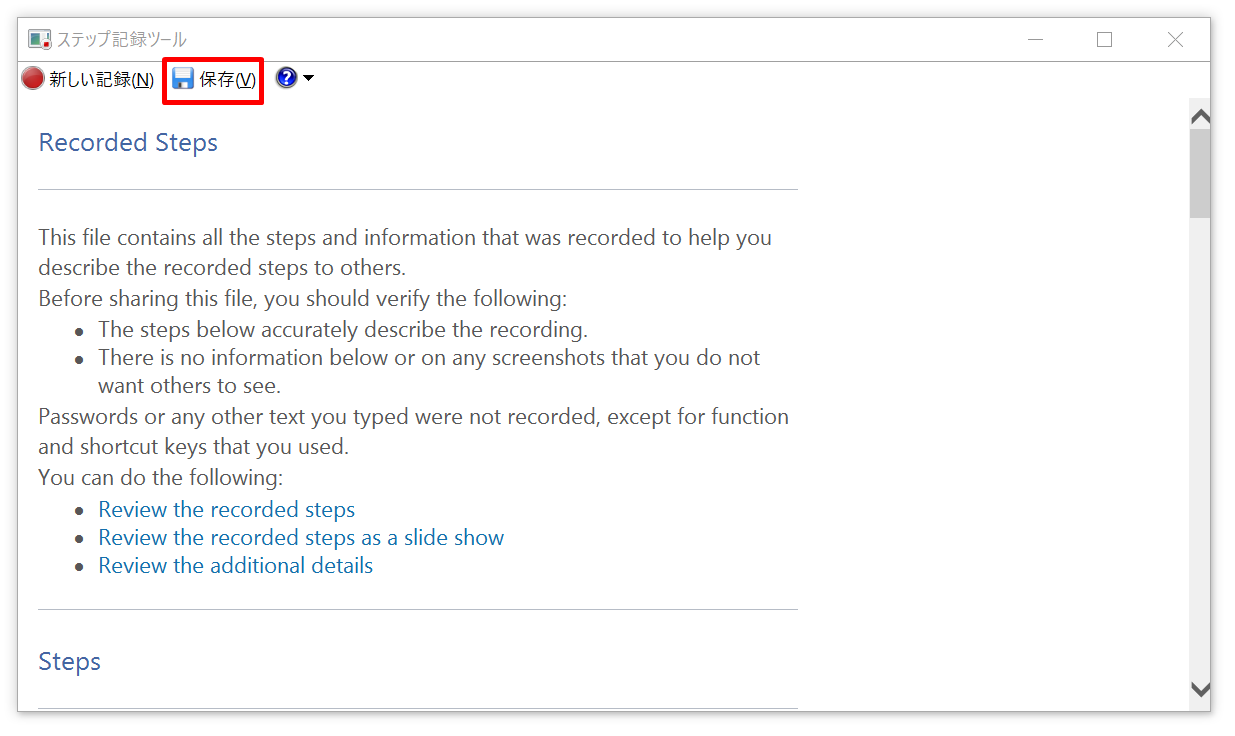 ステップ記録ツール
新しい記録(N) 保存(V)
Recorded Steps
This file contains all the steps and information that was recorded to help you
describe the recorded steps to others.
Before sharing this file, you should verify the following:
The steps below accurately describe the recording.
There is no information below or on any screenshots that you do not
want others to see.
Passwords or any other text you typed were not recorded, except for function
and shortcut keys that you used.
You can do the following:
Review the recorded steps
Review the recorded steps as a slide show
Review the additional details
Steps